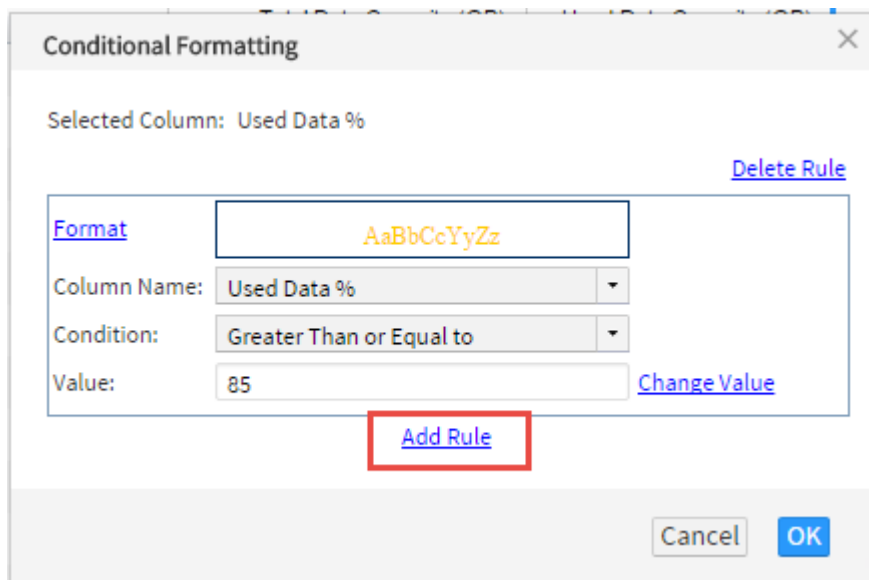 Conditional Formatting
Selected Column: Used Data %
Delete Rule
Format AaBbCcYyZz
Column Name: Used Data %
Condition: Greater Than or Equal to
Value: 85 Change Value
Add Rule
Cancel OK